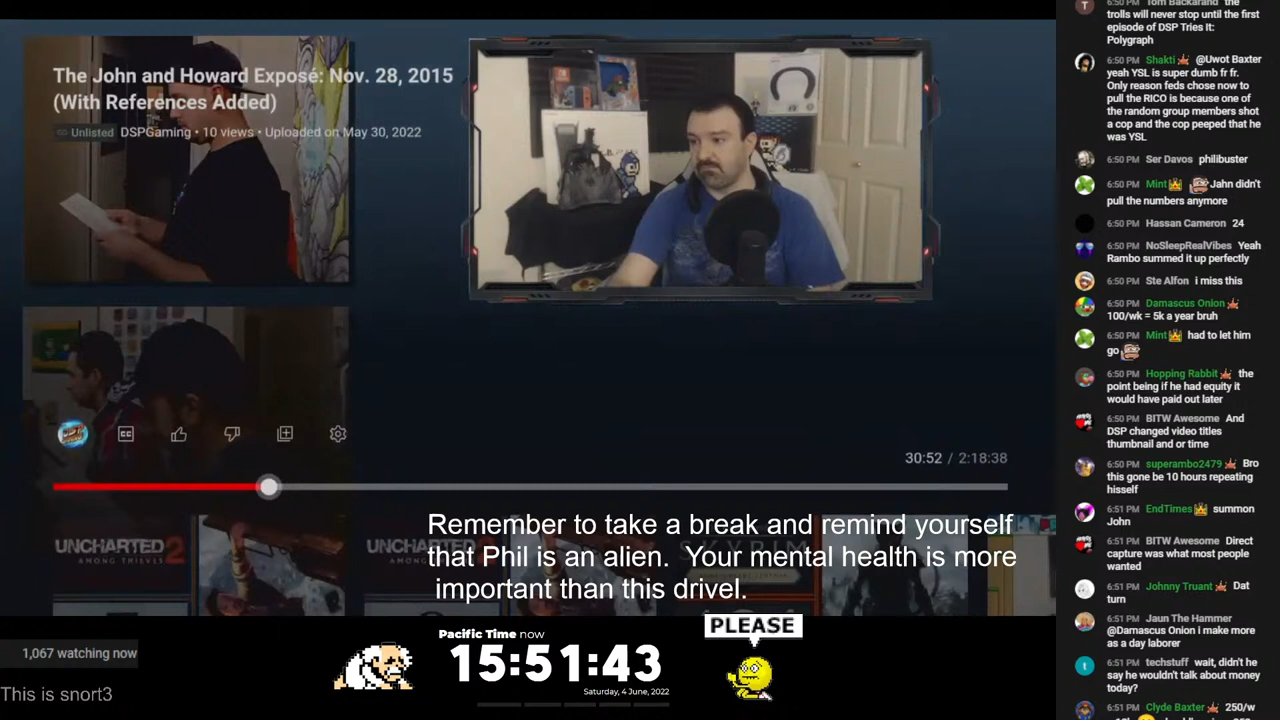 The John and Howard Exposé: Nov. 28, 2015
(With References Added)
Unlisted DSPGaming • 10 views • Uploaded on May 30, 2022
CC
30:52 / 2:18:38
UNCHARTED 2
AMONG THIEVES
UNCHARTED
AMONG
SKYRIM
Remember to take a break and remind yourself
that Phil is an alien. Your mental health is more
important than this drivel.
1,067 watching now
This is snort3
Pacific Time now
15:51:43
Saturday, 4 June, 2022
PLEASE
6:50 PM Tom Backarand the
trolls will never stop until the first
episode of DSP Tries It:
Polygraph
6:50 PM Shakti @Uwot Baxter
yeah YSL is super dumb fr fr.
Only reason feds chose now to
pull the RICO is because one of
the random group members shot
a cop and the cop peeped that he
was YSL
6:50 PM Ser Davos philibuster
6:50 PM Mint Jahn didn't
pull the numbers anymore
6:50 PM Hassan Cameron 24
6:50 PM NoSleepRealVibes Yeah
Rambo summed it up perfectly
6:50 PM Ste Alfon i miss this
6:50 PM Damascus Onion
100/wk = 5k a year bruh
6:50 PM Mint had to let him
go
6:50 PM Hopping Rabbit the
point being if he had equity it
would have paid out later
6:50 PM BITW Awesome And
DSP changed video titles
thumbnail and or time
6:50 PM superambo2479 Bro
this gone be 10 hours repeating
hisself
6:51 PM EndTimes summon
John
6:51 PM BITW Awesome Direct
capture was what most people
wanted
6:51 PM Johnny Truant Dat
turn
6:51 PM Jaun The Hammer
@Damascus Onion i make more
as a day laborer
6:51 PM techstuff wait, didn't he
say he wouldn't talk about money
today?
6:51 PM Clyde Baxter 250/w